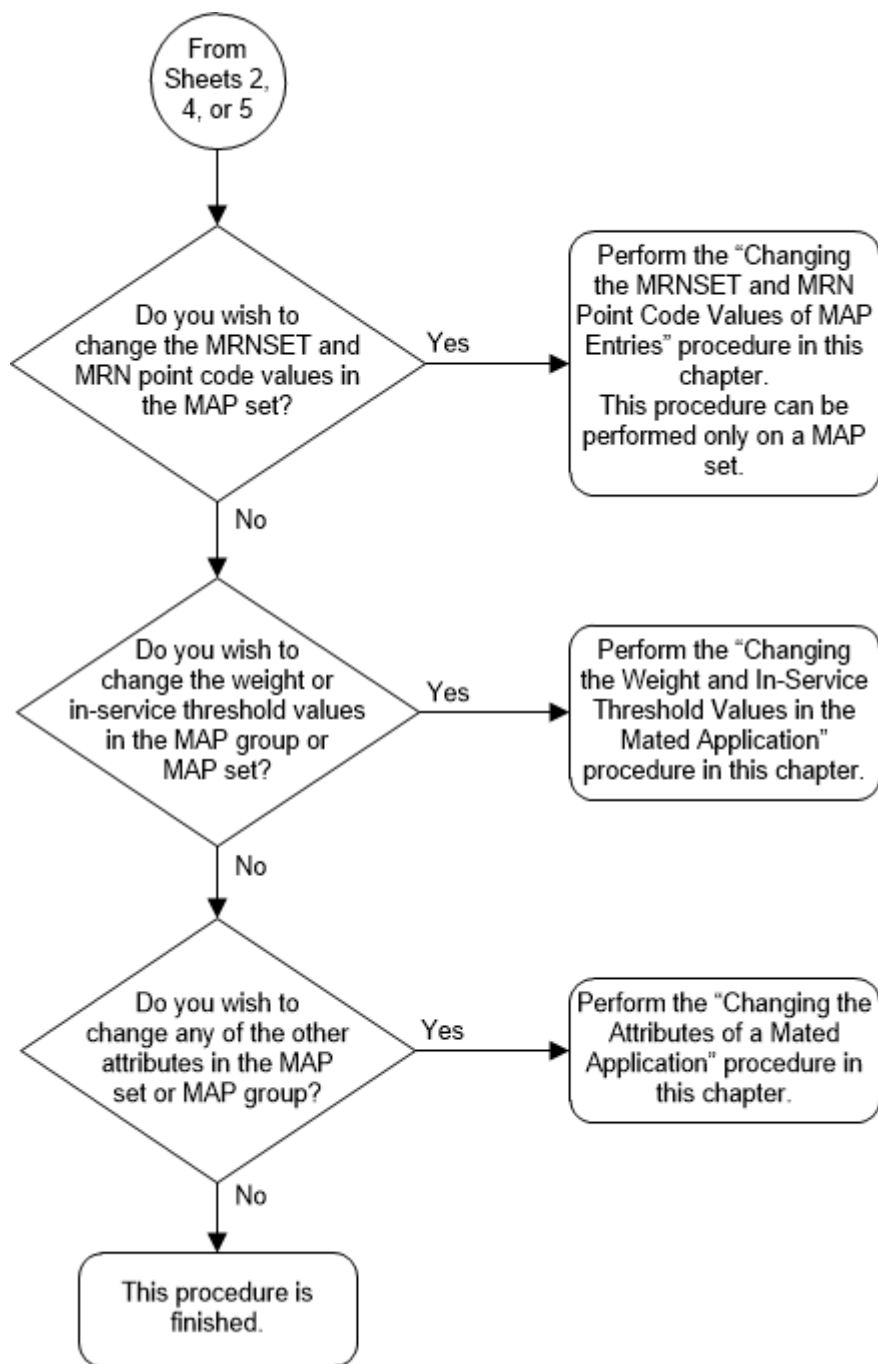 From
Sheets 2,
4, or 5
Do you wish to
change the MRNSET and
MRN point code values in
the MAP set?
Yes
Perform the “Changing
the MRNSET and MRN
Point Code Values of MAP
Entries” procedure in this
chapter.
This procedure can be
performed only on a MAP
set.
No
Do you wish to
change the weight or
in-service threshold values
in the MAP group or
MAP set?
Yes
Perform the “Changing
the Weight and In-Service
Threshold Values in the
Mated Application”
procedure in this chapter.
No
Do you wish to
change any of the other
attributes in the MAP
set or MAP group?
Yes
Perform the “Changing the
Attributes of a Mated
Application” procedure in
this chapter.
No
This procedure is
finished.